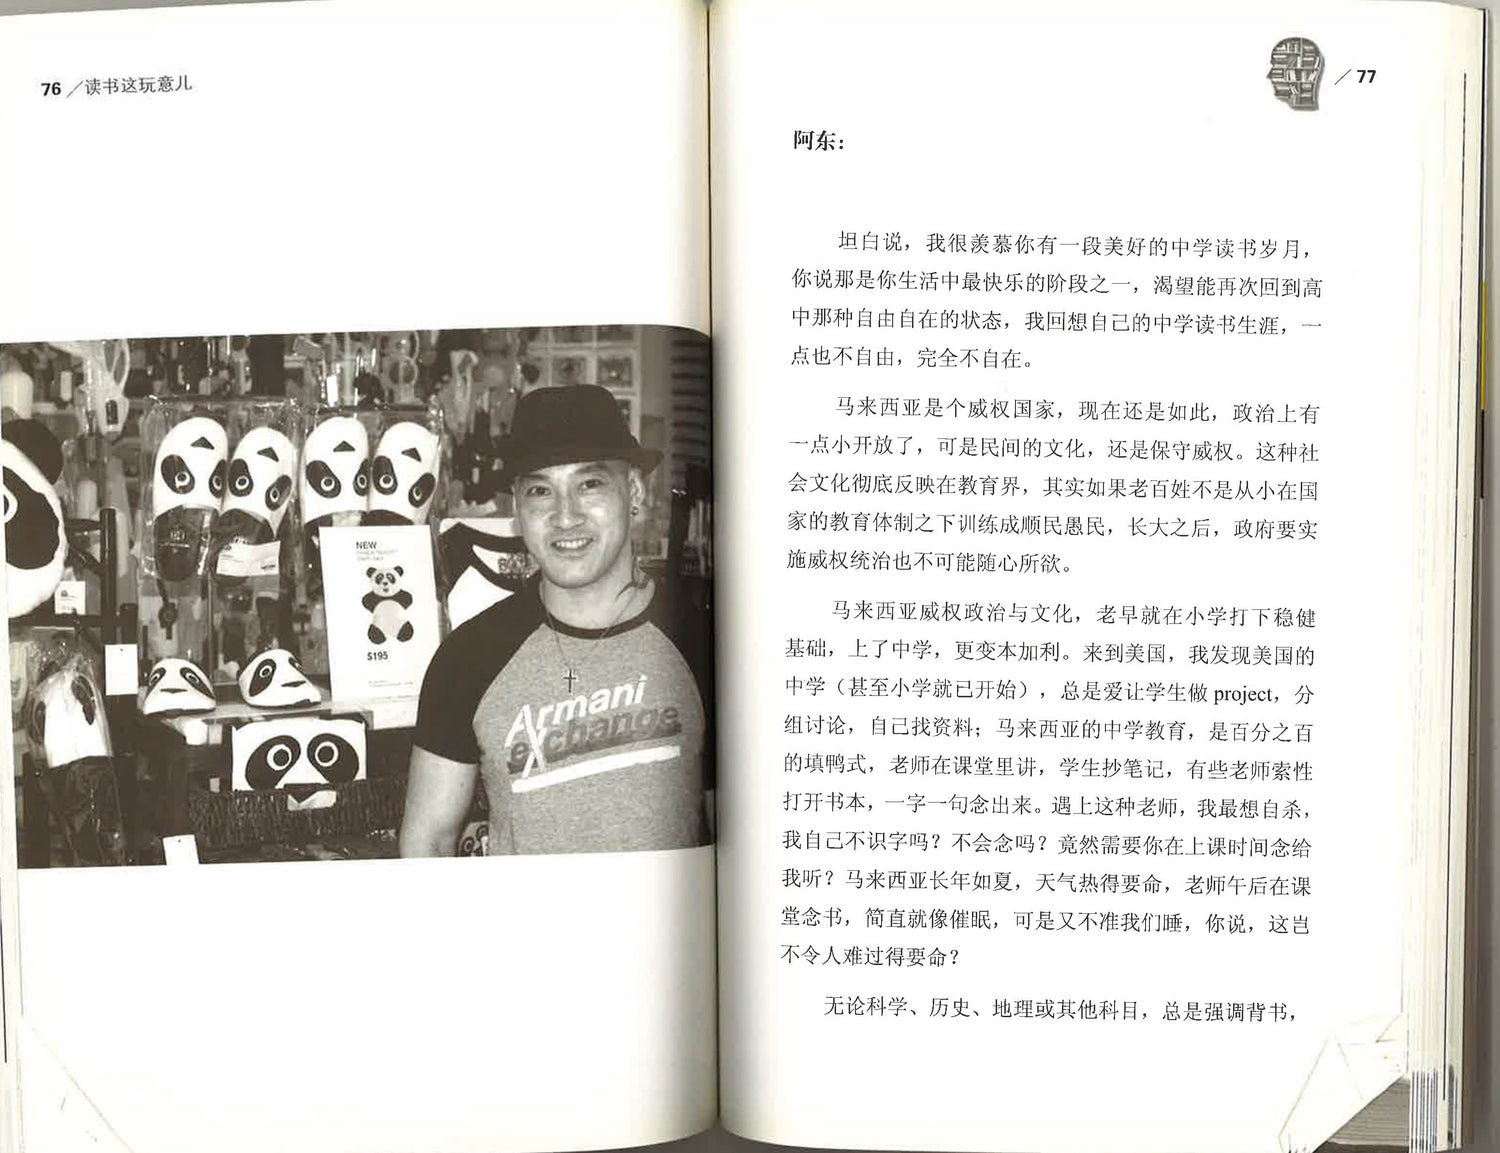 76 ／读书这玩意儿
NEW
$195
Armani
exchange
／ 77
阿东：
坦白说，我很羡慕你有一段美好的中学读书岁月，
你说那是你生活中最快乐的阶段之一，渴望能再次回到高
中那种自由自在的状态，我回想自己的中学读书生涯，一
点也不自由，完全不自在。
马来西亚是个威权国家，现在还是如此，政治上有
一点小开放了，可是民间的文化，还是保守威权。这种社
会文化彻底反映在教育界，其实如果老百姓不是从小在国
家的教育体制之下训练成顺民愚民，长大之后，政府要实
施威权统治也不可能随心所欲。
马来西亚威权政治与文化，老早就在小学打下稳健
基础，上了中学，更变本加利。来到美国，我发现美国的
中学（甚至小学就已开始），总是爱让学生做 project，分
组讨论，自己找资料；马来西亚的中学教育，是百分之百
的填鸭式，老师在课堂里讲，学生抄笔记，有些老师索性
打开书本，一字一句念出来。遇上这种老师，我最想自杀，
我自己不识字吗？不会念吗？竟然需要你在上课时间念给
我听？马来西亚长年如夏，天气热得要命，老师午后在课
堂念书，简直就像催眠，可是又不准我们睡，你说，这岂
不令人难过得要命？
无论科学、历史、地理或其他科目，总是强调背书，